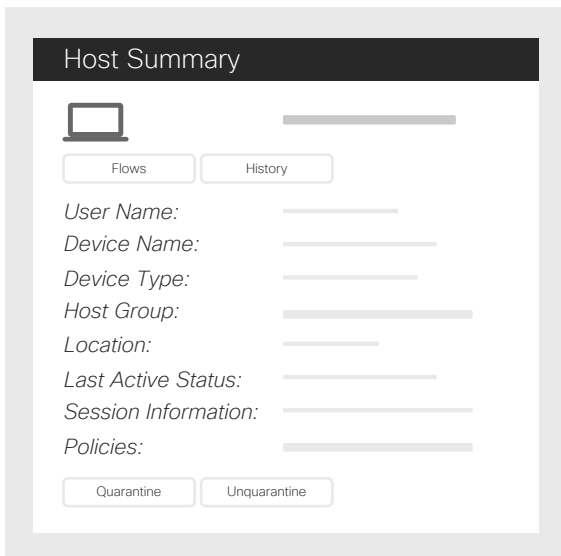 Host Summary
Flows History
User Name:
Device Name:
Device Type:
Host Group:
Location:
Last Active Status:
Session Information:
Policies:
Quarantine Unquarantine